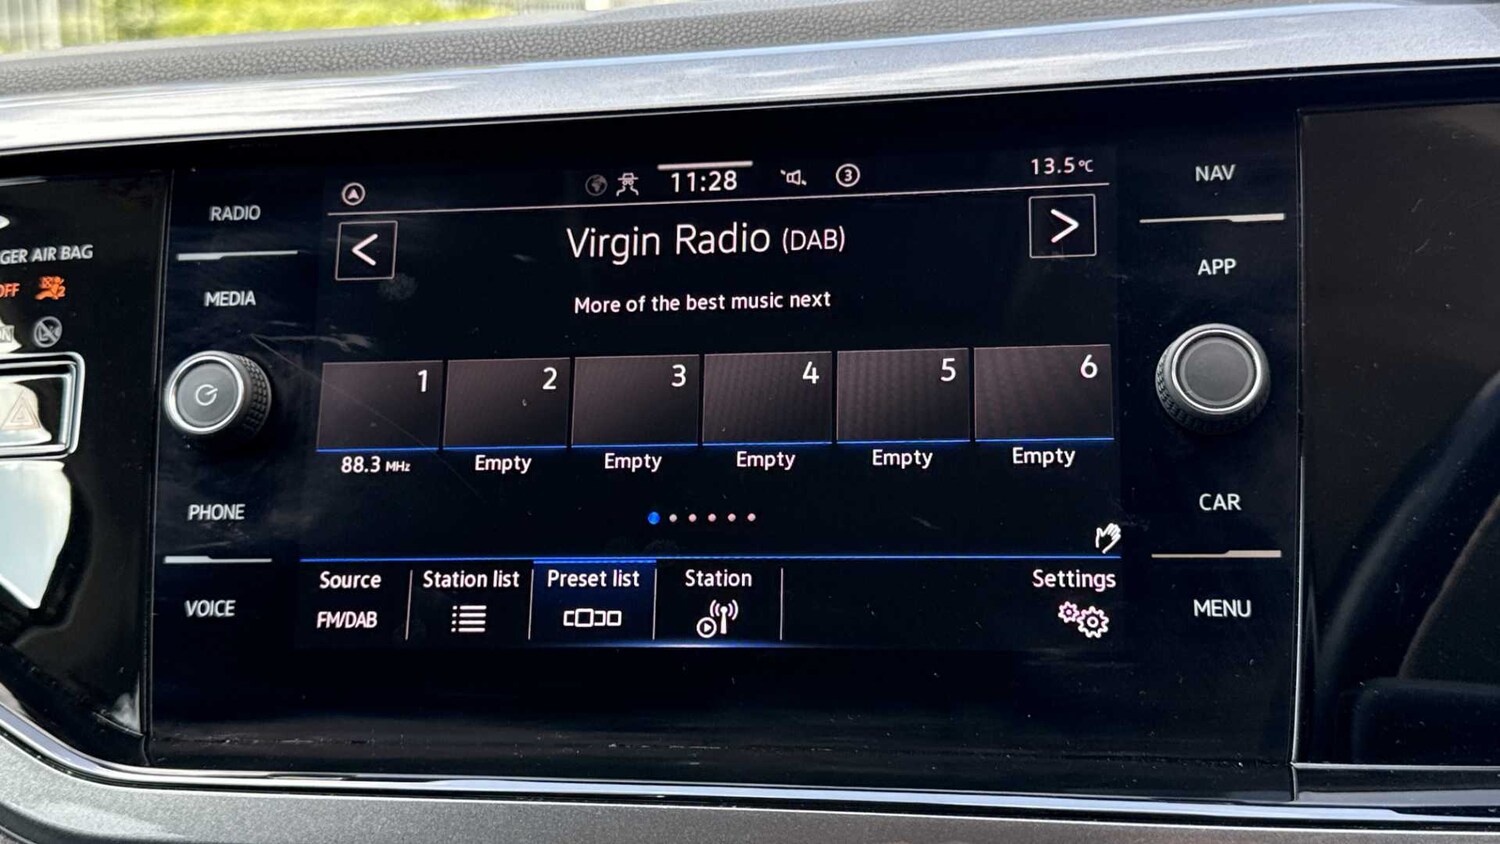 GER AIR BAG
OFF
RADIO
MEDIA
PHONE
VOICE
11:28
3
13.5°C
<
Virgin Radio (DAB)
>
More of the best music next
1
2
3
4
5
6
88.3 MHz
Empty
Empty
Empty
Empty
Empty
Source
FM/DAB
Station list
Preset list
Station
Settings
NAV
APP
CAR
MENU